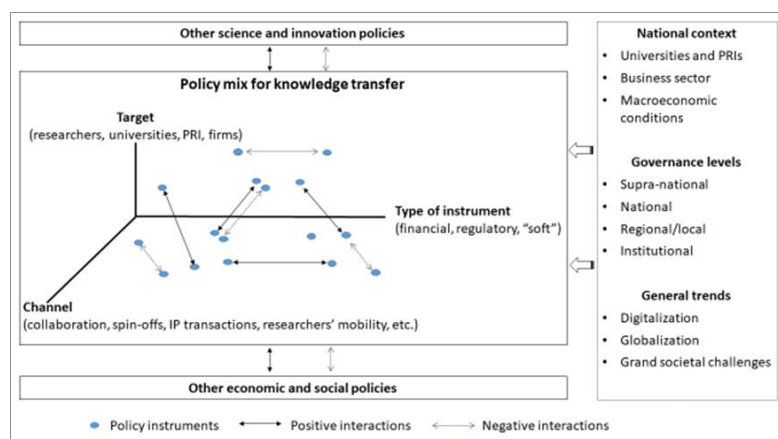 Other science and innovation policies
Policy mix for knowledge transfer
Target
(researchers, universities, PRI, firms)
Type of instrument
(financial, regulatory, “soft”)
Channel
(collaboration, spin-offs, IP transactions, researchers’ mobility, etc.)
Other economic and social policies
National context
• Universities and PRIs
• Business sector
• Macroeconomic
conditions
Governance levels
• Supra-national
• National
• Regional/local
• Institutional
General trends
• Digitalization
• Globalization
• Grand societal challenges
Policy instruments
Positive interactions
Negative interactions